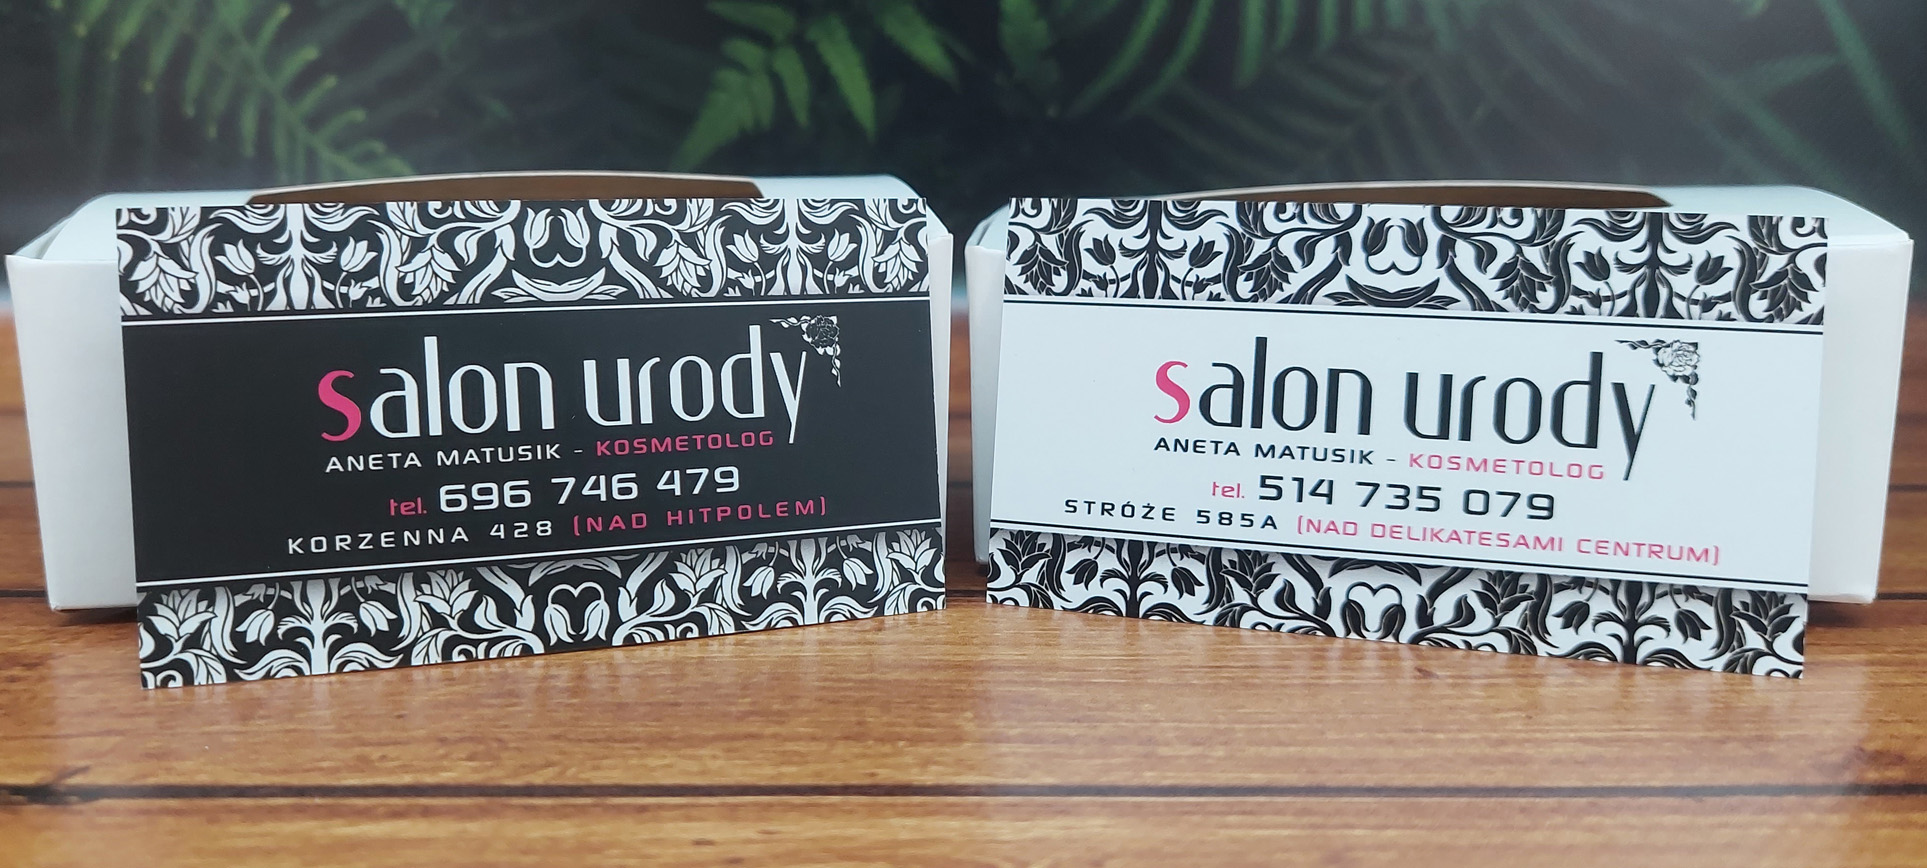 salon urody
ANETA MATUSIK - KOSMETOLOG
tel. 696 746 479
KORZENNA 428 (NAD HITPOLEM)
salon urody
ANETA MATUSIK - KOSMETOLOG
tel. 514 735 079
STRÓŻE 585A (NAD DELIKATESAMI CENTRUM)